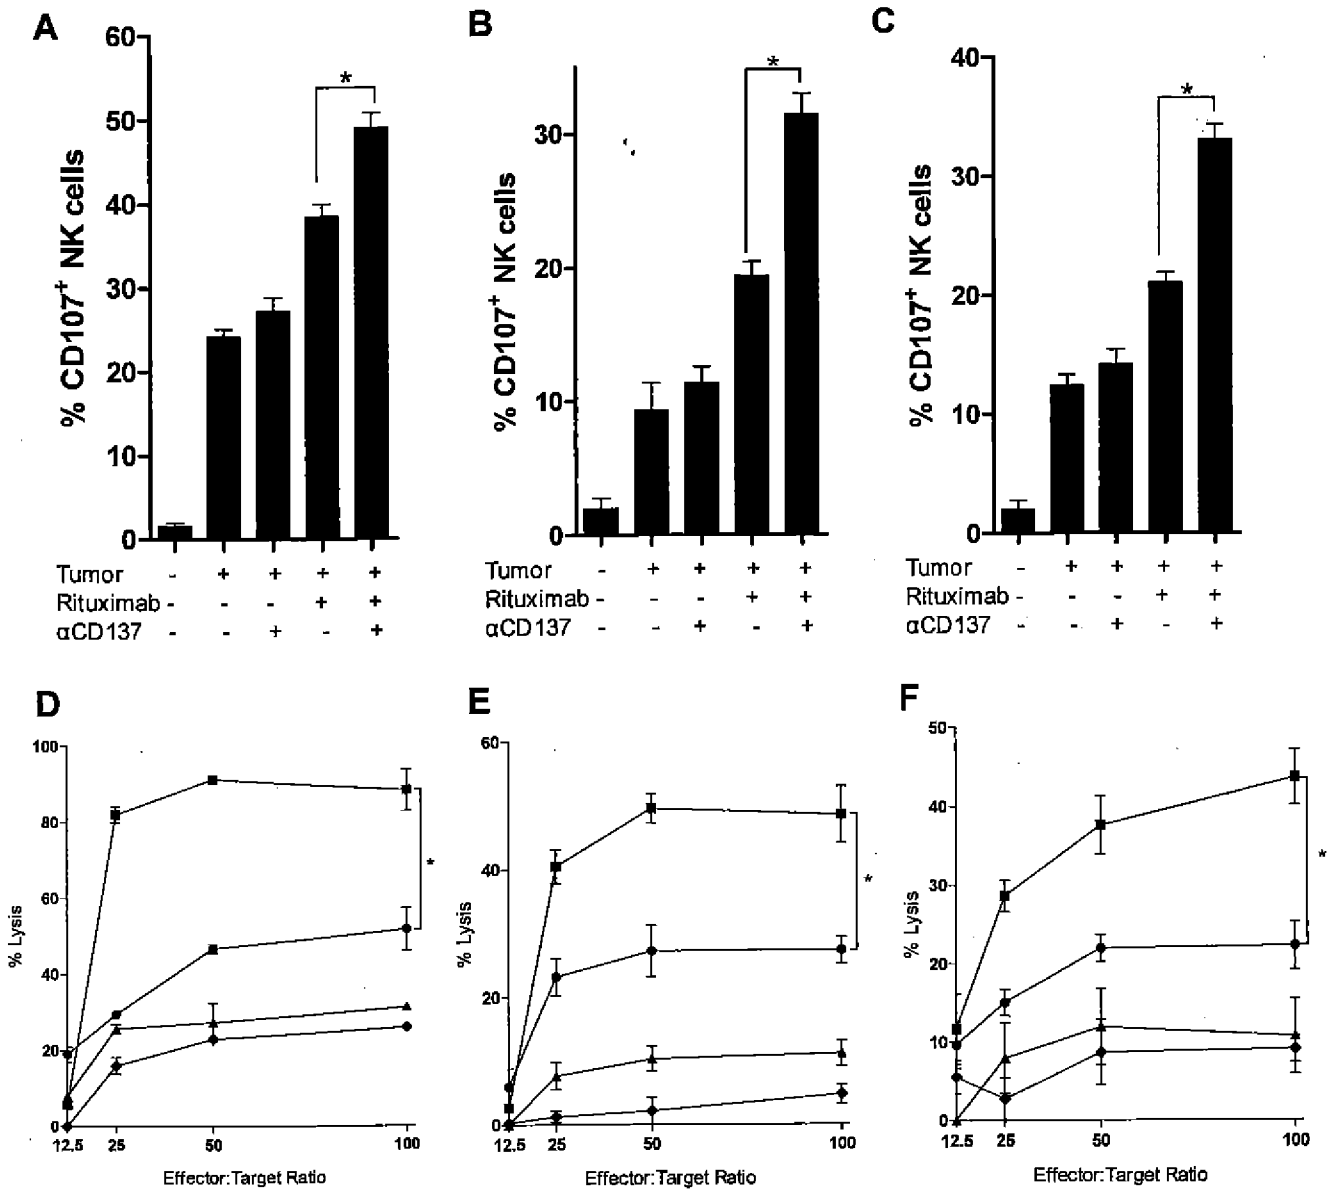 A
60
50
40
30
20
10
0
% CD107+ NK cells
*
Tumor - + + + +
Rituximab - - - + +
αCD137 - - + - +
B
30
20
10
0
% CD107+ NK cells
*
Tumor - + + + +
Rituximab - - - + +
αCD137 - - + - +
C
40
30
20
10
0
% CD107+ NK cells
*
Tumor - + + + +
Rituximab - - - + +
αCD137 - - + - +
D
100
80
60
40
20
0
% Lysis
*
12.5 25 50 100
Effector:Target Ratio
E
60
40
20
0
% Lysis
*
12.5 25 50 100
Effector:Target Ratio
F
50
40
30
20
10
0
% Lysis
*
12.5 25 50 100
Effector:Target Ratio